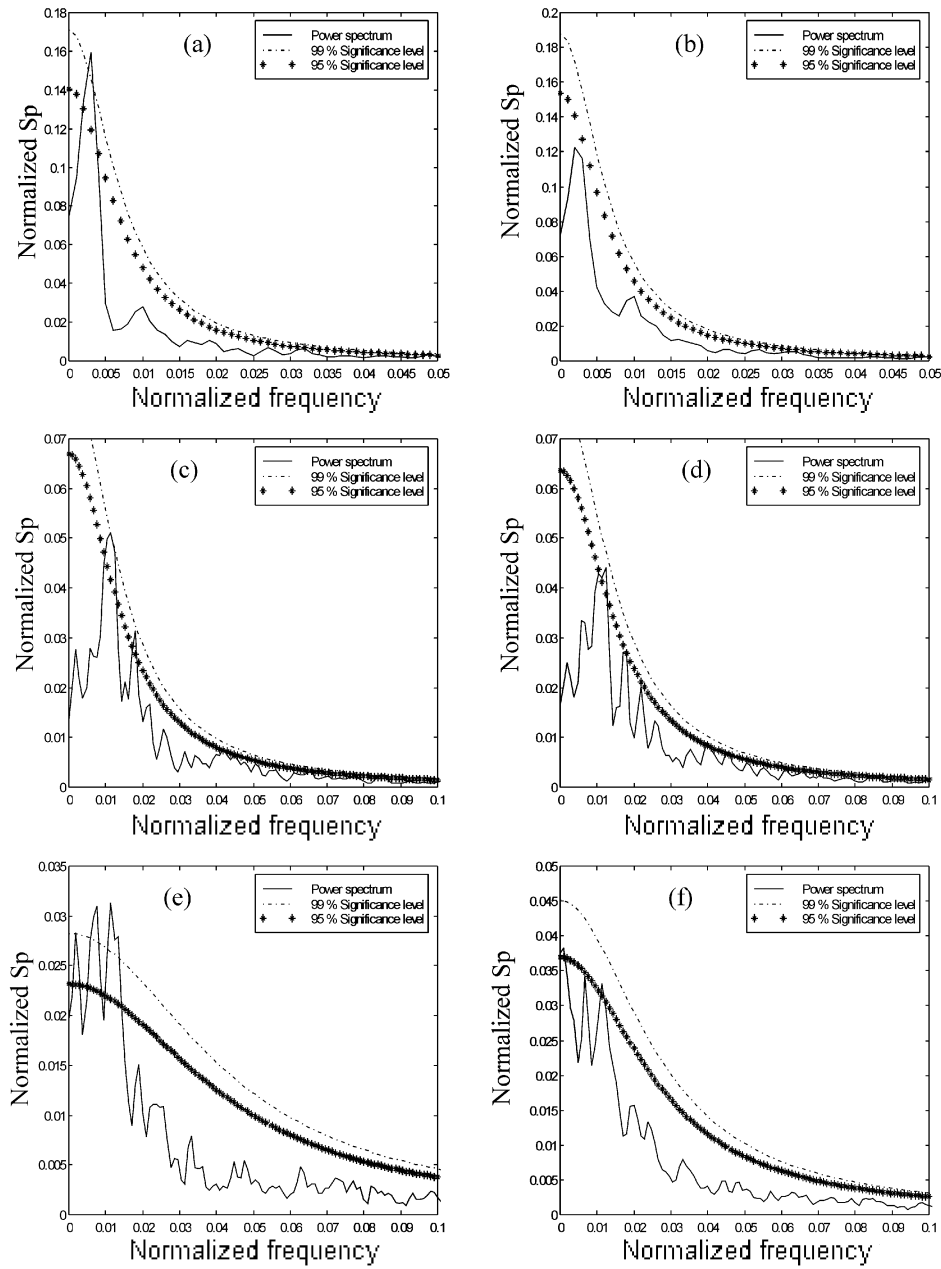 (a)
Power spectrum
99 % Significance level
95 % Significance level
0.18
0.16
0.14
0.12
0.1
0.08
0.06
0.04
0.02
0
Normalized Sp
0 0.005 0.01 0.015 0.02 0.025 0.03 0.035 0.04 0.045 0.05
Normalized frequency
(b)
Power spectrum
99 % Significance level
95 % Significance level
0.2
0.18
0.16
0.14
0.12
0.1
0.08
0.06
0.04
0.02
0
Normalized Sp
0 0.005 0.01 0.015 0.02 0.025 0.03 0.035 0.04 0.045 0.05
Normalized frequency
(c)
Power spectrum
99 % Significance level
95 % Significance level
0.07
0.06
0.05
0.04
0.03
0.02
0.01
0
Normalized Sp
0 0.01 0.02 0.03 0.04 0.05 0.06 0.07 0.08 0.09 0.1
Normalized frequency
(d)
Power spectrum
99 % Significance level
95 % Significance level
0.07
0.06
0.05
0.04
0.03
0.02
0.01
0
Normalized Sp
0 0.01 0.02 0.03 0.04 0.05 0.06 0.07 0.08 0.09 0.1
Normalized frequency
(e)
Power spectrum
99 % Significance level
95 % Significance level
0.035
0.03
0.025
0.02
0.015
0.01
0.005
0
Normalized Sp
0 0.01 0.02 0.03 0.04 0.05 0.06 0.07 0.08 0.09 0.1
Normalized frequency
(f)
Power spectrum
99 % Significance level
95 % Significance level
0.05
0.045
0.04
0.035
0.03
0.025
0.02
0.015
0.01
0.005
0
Normalized Sp
0 0.01 0.02 0.03 0.04 0.05 0.06 0.07 0.08 0.09 0.1
Normalized frequency